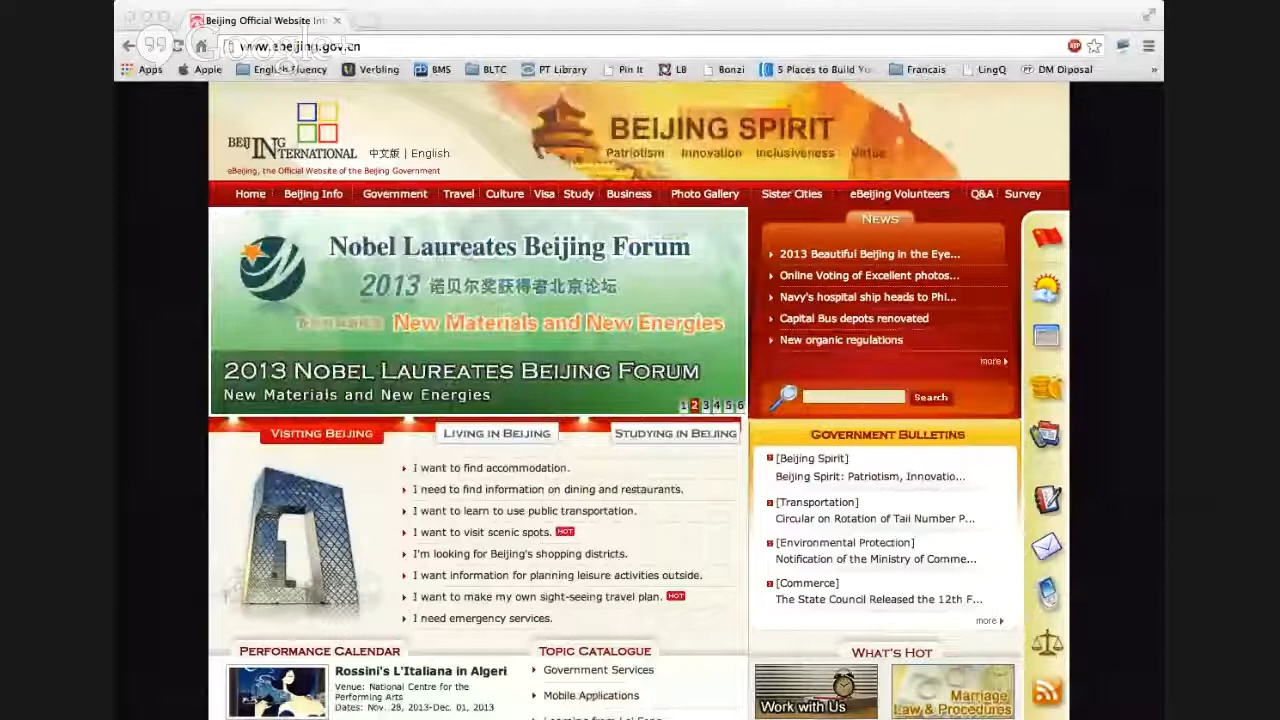 Beijing Official Website Int
Google+
www.ebeijing.gov.cn
ABP
Apps Apple English Fluency Verbling BMS BLTC PT Library Pin It LB Bonzi 5 Places to Build Yo Francais LingQ DM Diposal »
BEIJING SPIRIT
Patriotism Innovation Inclusiveness Virtue
BEIJING INTERNATIONAL 中文版 | English
eBeijing, the Official Website of the Beijing Government
Home Beijing Info Government Travel Culture Visa Study Business Photo Gallery Sister Cities eBeijing Volunteers Q&A Survey
Nobel Laureates Beijing Forum
2013 诺贝尔奖获得者北京论坛
New Materials and New Energies
2013 Nobel Laureates Beijing Forum
New Materials and New Energies
1 2 3 4 5 6
News
2013 Beautiful Beijing in the Eye...
Online Voting of Excellent photos...
Navy's hospital ship heads to Phi...
Capital Bus depots renovated
New organic regulations
more
Search
Visiting Beijing Living in Beijing Studying in Beijing
I want to find accommodation.
I need to find information on dining and restaurants.
I want to learn to use public transportation.
I want to visit scenic spots. HOT
I'm looking for Beijing's shopping districts.
I want information for planning leisure activities outside.
I want to make my own sight-seeing travel plan. HOT
I need emergency services.
Government Bulletins
[Beijing Spirit]
Beijing Spirit: Patriotism, Innovatio...
[Transportation]
Circular on Rotation of Tail Number P...
[Environmental Protection]
Notification of the Ministry of Comme...
[Commerce]
The State Council Released the 12th F...
more
Performance Calendar
Rossini's L'Italiana in Algeri
Venue: National Centre for the
Performing Arts
Dates: Nov. 28, 2013-Dec. 01, 2013
Topic Catalogue
Government Services
Mobile Applications
Learning from Lei Feng
What's Hot
Work with Us
Marriage
Law & Procedures